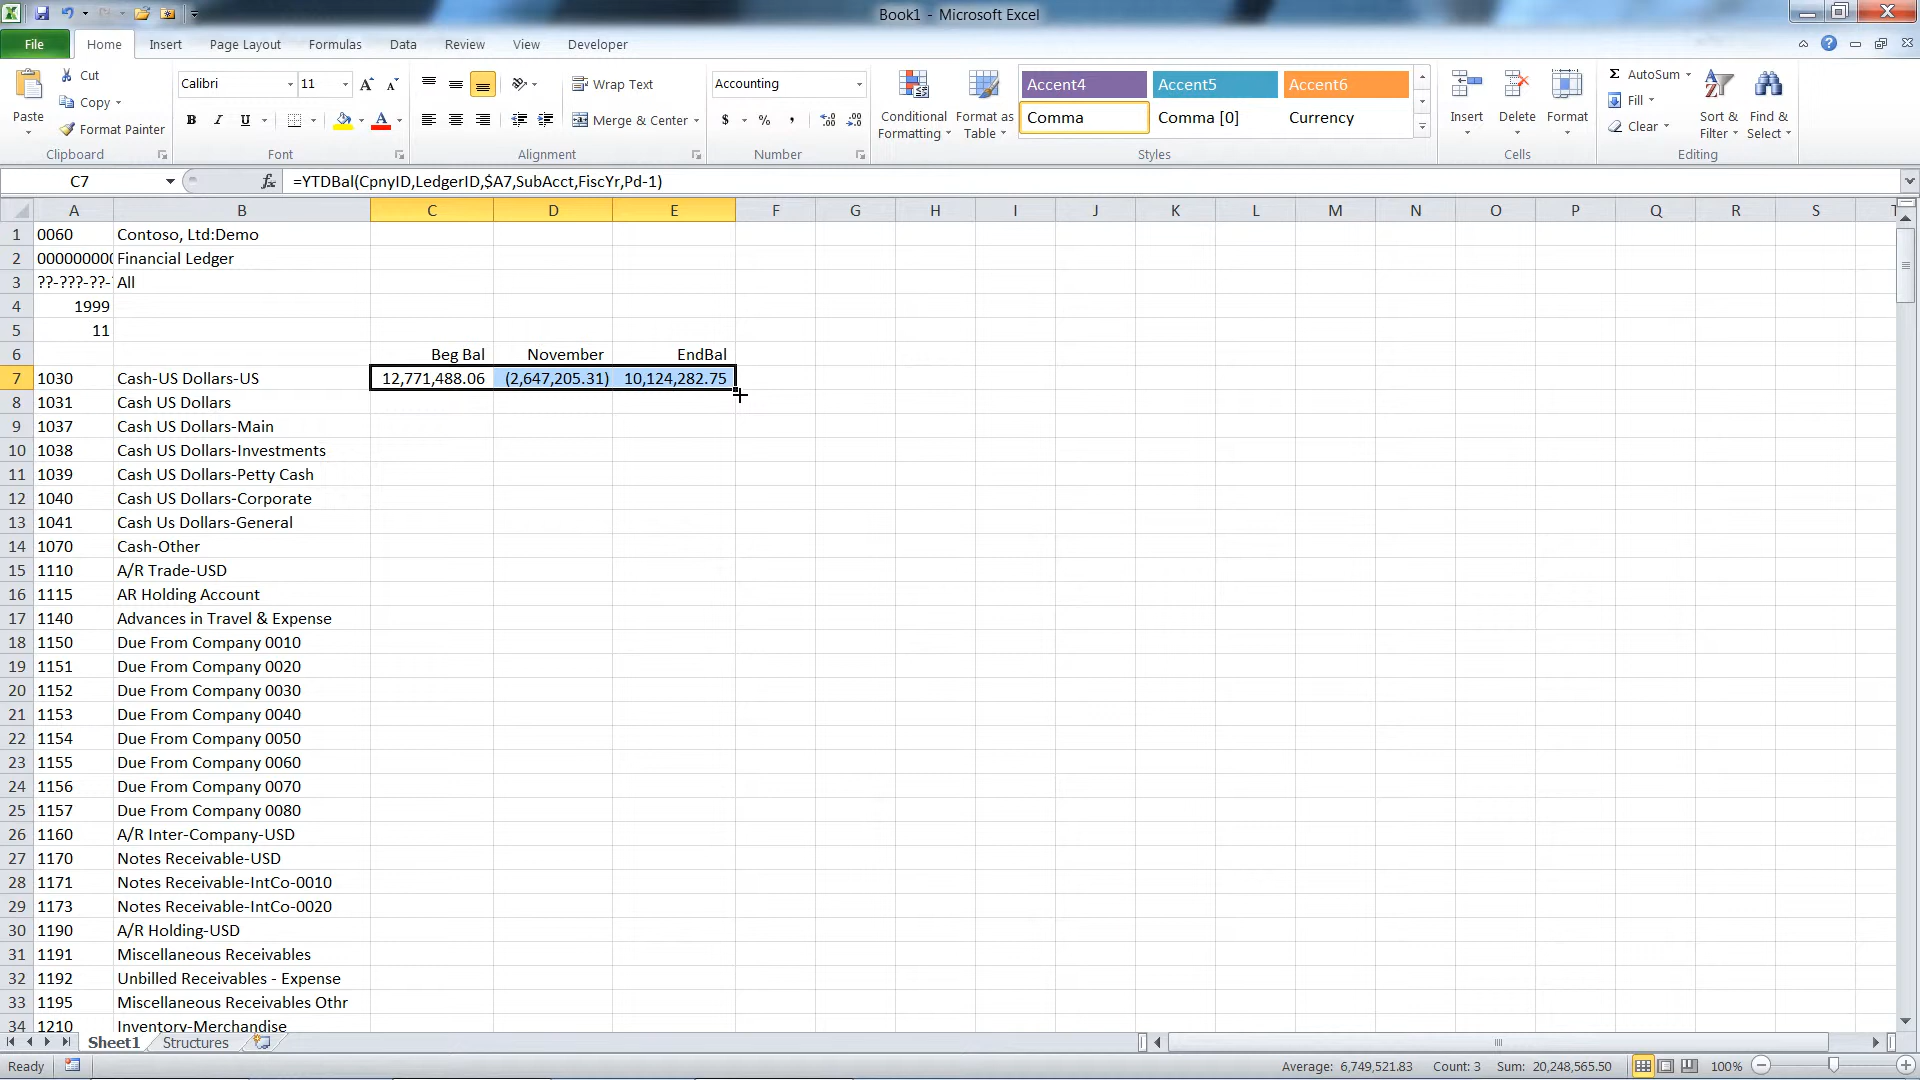 Book1 - Microsoft Excel
File Home Insert Page Layout Formulas Data Review View Developer
Paste
Cut
Copy
Format Painter
Clipboard
Calibri 11
B I U
Font
Wrap Text
Merge & Center
Alignment
Accounting
$ % ,
Number
Conditional Formatting
Format as Table
Accent4 Accent5 Accent6
Comma Comma [0] Currency
Styles
Insert Delete Format
Cells
Σ AutoSum
Fill
Clear
Sort & Filter
Find & Select
Editing
C7 fx =YTDBal(CpnyID,LedgerID,$A7,SubAcct,FiscYr,Pd-1)
A B C D E F G H I J K L M N O P Q R S
1 0060 Contoso, Ltd:Demo
2 000000000 Financial Ledger
3 ??-???-??- All
4 1999
5 11
6 Beg Bal November EndBal
7 1030 Cash-US Dollars-US 12,771,488.06 (2,647,205.31) 10,124,282.75
8 1031 Cash US Dollars
9 1037 Cash US Dollars-Main
10 1038 Cash US Dollars-Investments
11 1039 Cash US Dollars-Petty Cash
12 1040 Cash US Dollars-Corporate
13 1041 Cash Us Dollars-General
14 1070 Cash-Other
15 1110 A/R Trade-USD
16 1115 AR Holding Account
17 1140 Advances in Travel & Expense
18 1150 Due From Company 0010
19 1151 Due From Company 0020
20 1152 Due From Company 0030
21 1153 Due From Company 0040
22 1154 Due From Company 0050
23 1155 Due From Company 0060
24 1156 Due From Company 0070
25 1157 Due From Company 0080
26 1160 A/R Inter-Company-USD
27 1170 Notes Receivable-USD
28 1171 Notes Receivable-IntCo-0010
29 1173 Notes Receivable-IntCo-0020
30 1190 A/R Holding-USD
31 1191 Miscellaneous Receivables
32 1192 Unbilled Receivables - Expense
33 1195 Miscellaneous Receivables Othr
34 1210 Inventory-Merchandise
Sheet1 Structures
Ready Average: 6,749,521.83 Count: 3 Sum: 20,248,565.50 100%